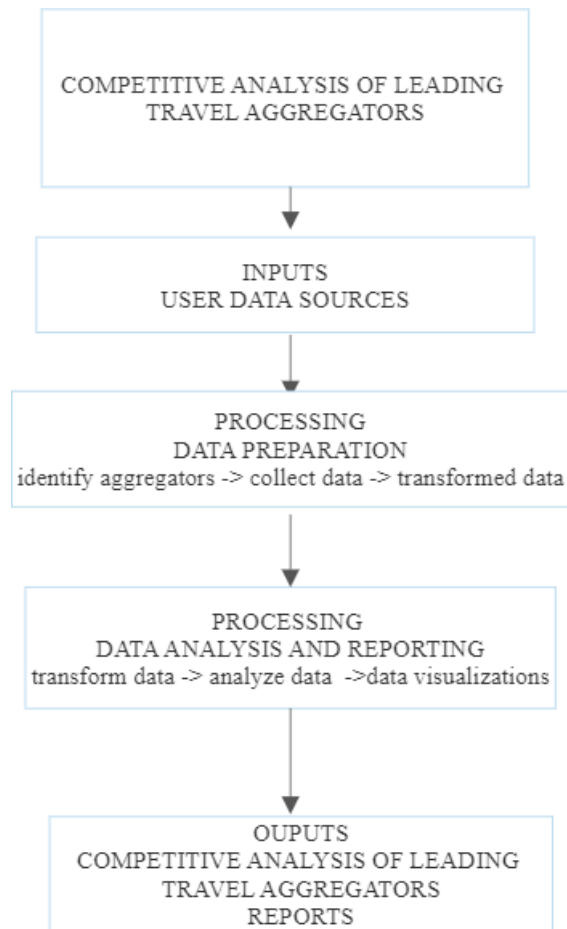 COMPETITIVE ANALYSIS OF LEADING
TRAVEL AGGREGATORS
INPUTS
USER DATA SOURCES
PROCESSING
DATA PREPARATION
identify aggregators -> collect data -> transformed data
PROCESSING
DATA ANALYSIS AND REPORTING
transform data -> analyze data ->data visualizations
OUPUTS
COMPETITIVE ANALYSIS OF LEADING
TRAVEL AGGREGATORS
REPORTS